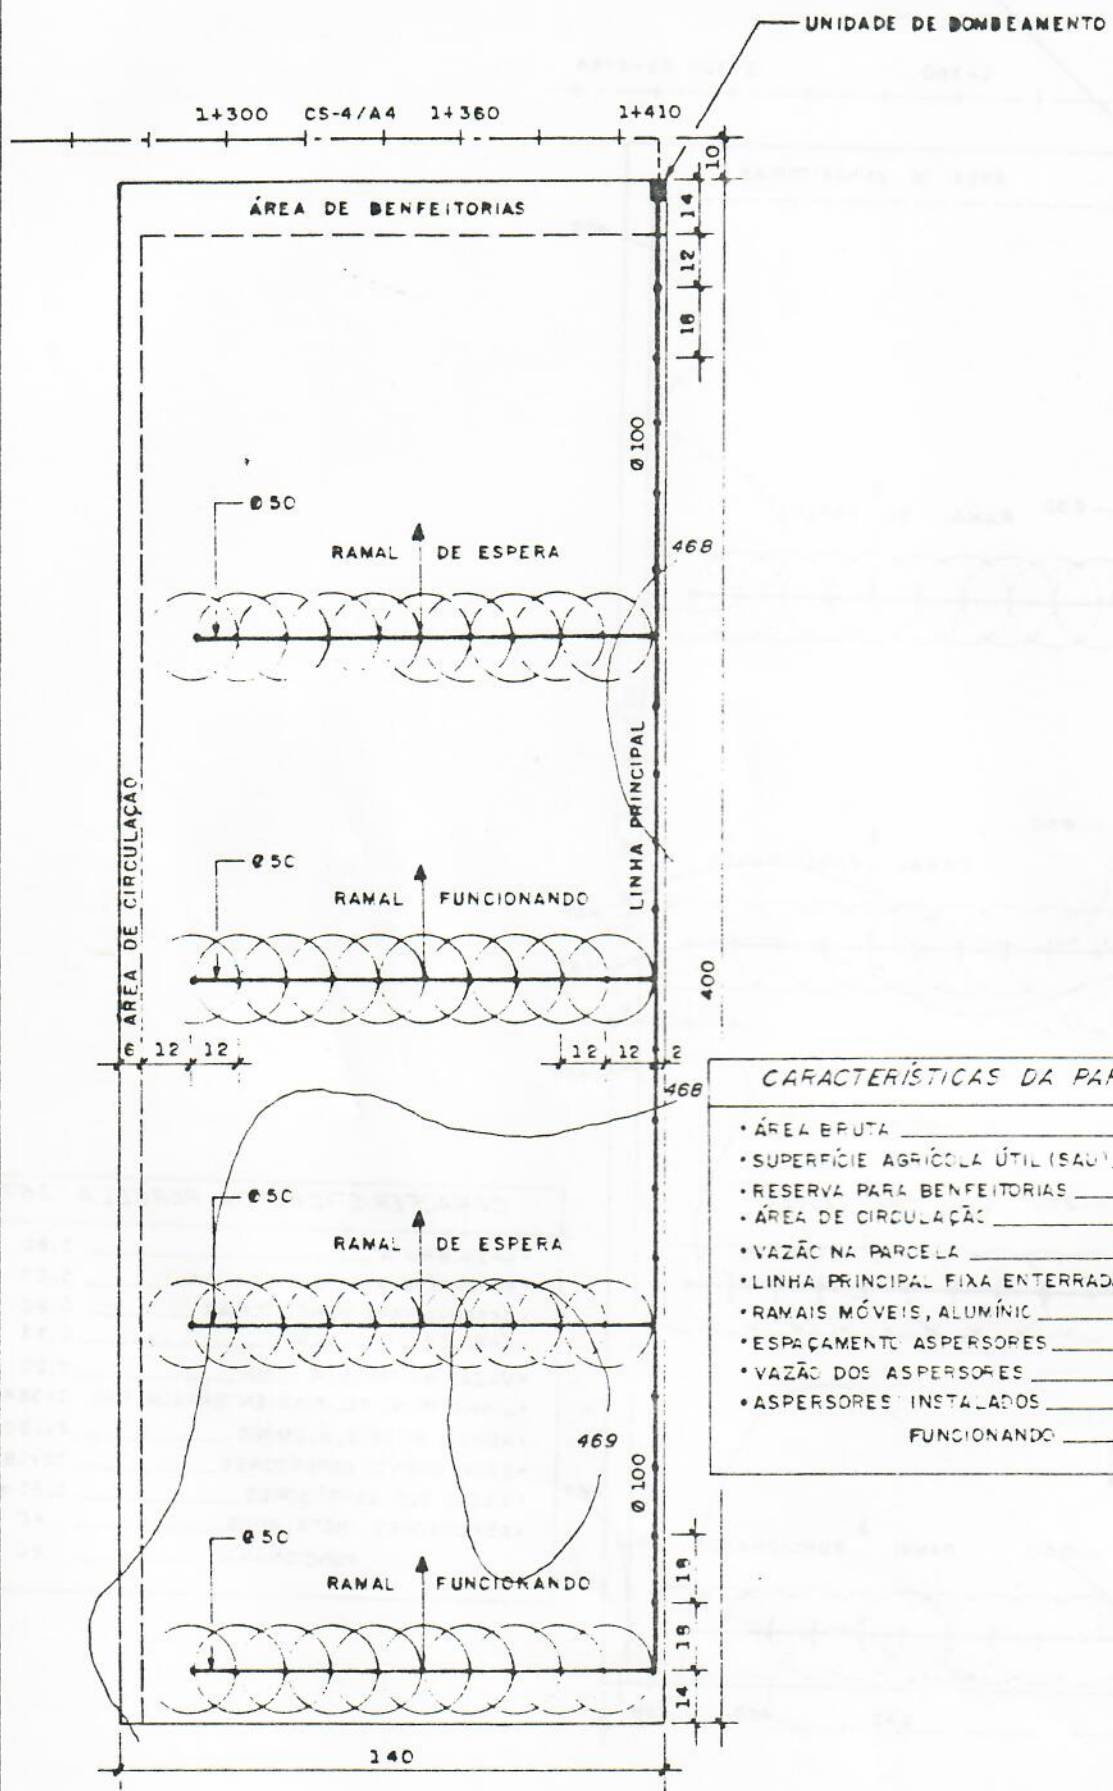 UNIDADE DE BOMBEAMENTO
1+300 CS-4/A4 1+360 1+410
10
ÁREA DE BENFEITORIAS
14
12
18
Ø 100
Ø 50
RAMAL DE ESPERA
468
LINHA PRINCIPAL
ÁREA DE CIRCULAÇÃO
Ø 50
RAMAL FUNCIONANDO
400
6 12 12 12 12 2
468
CARACTERÍSTICAS DA PAR
• ÁREA BRUTA
• SUPERFÍCIE AGRÍCOLA ÚTIL (SAU)
• RESERVA PARA BENFEITORIAS
• ÁREA DE CIRCULAÇÃO
• VAZÃO NA PARCELA
• LINHA PRINCIPAL FIXA ENTERRADA
• RAMAIS MÓVEIS, ALUMÍNIO
• ESPAÇAMENTO ASPERSORES
• VAZÃO DOS ASPERSORES
• ASPERSORES INSTALADOS
FUNCIONANDO
Ø 50
RAMAL DE ESPERA
469
Ø 100
Ø 50
RAMAL FUNCIONANDO
18
18
14
140